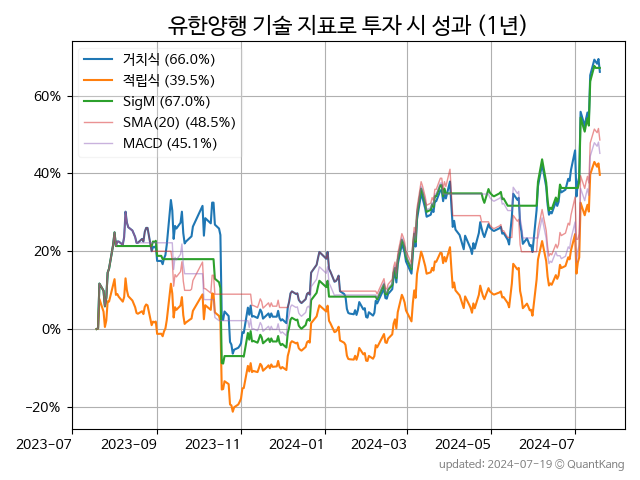 유한양행 기술 지표로 투자 시 성과 (1년)
거치식 (66.0%)
적립식 (39.5%)
SigM (67.0%)
SMA(20) (48.5%)
MACD (45.1%)
60%
40%
20%
0%
−20%
2023-07 2023-09 2023-11 2024-01 2024-03 2024-05 2024-07
updated: 2024-07-19 @ QuantKang